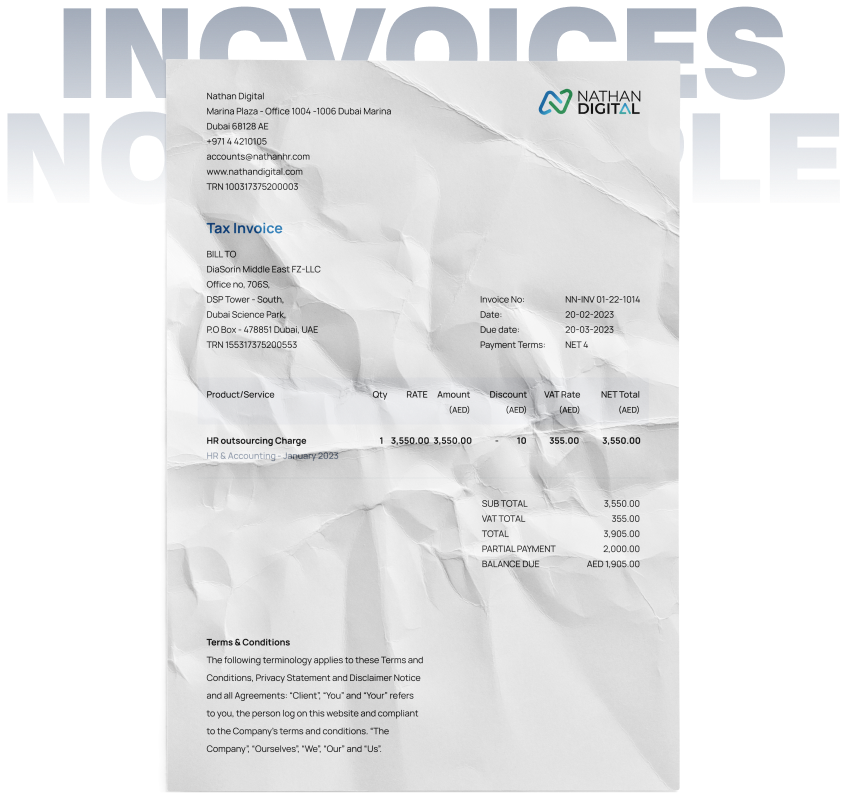 INCVOICES
Nathan Digital
Marina Plaza - Office 1004 -1006 Dubai Marina
Dubai 68128 AE
+971 4 4210105
accounts@nathanhr.com
www.nathandigital.com
TRN 100317375200003
NATHAN
DIGITAL
Tax Invoice
BILL TO
DiaSorin Middle East FZ-LLC
Office no, 706S,
DSP Tower - South,
Dubai Science Park,
P.O Box - 478851 Dubai, UAE
TRN 155317375200553
Invoice No: NN-INV 01-22-1014
Date: 20-02-2023
Due date: 20-03-2023
Payment Terms: NET 4
Product/Service Qty RATE Amount Discount VAT Rate NET Total
(AED) (AED) (AED) (AED)
HR outsourcing Charge 1 3,550.00 3,550.00 - 10 355.00 3,550.00
HR & Accounting - January 2023
SUB TOTAL 3,550.00
VAT TOTAL 355.00
TOTAL 3,905.00
PARTIAL PAYMENT 2,000.00
BALANCE DUE AED 1,905.00
Terms & Conditions
The following terminology applies to these Terms and
Conditions, Privacy Statement and Disclaimer Notice
and all Agreements: “Client”, “You” and “Your” refers
to you, the person log on this website and compliant
to the Company’s terms and conditions. “The
Company”, “Ourselves”, “We”, “Our” and “Us”.